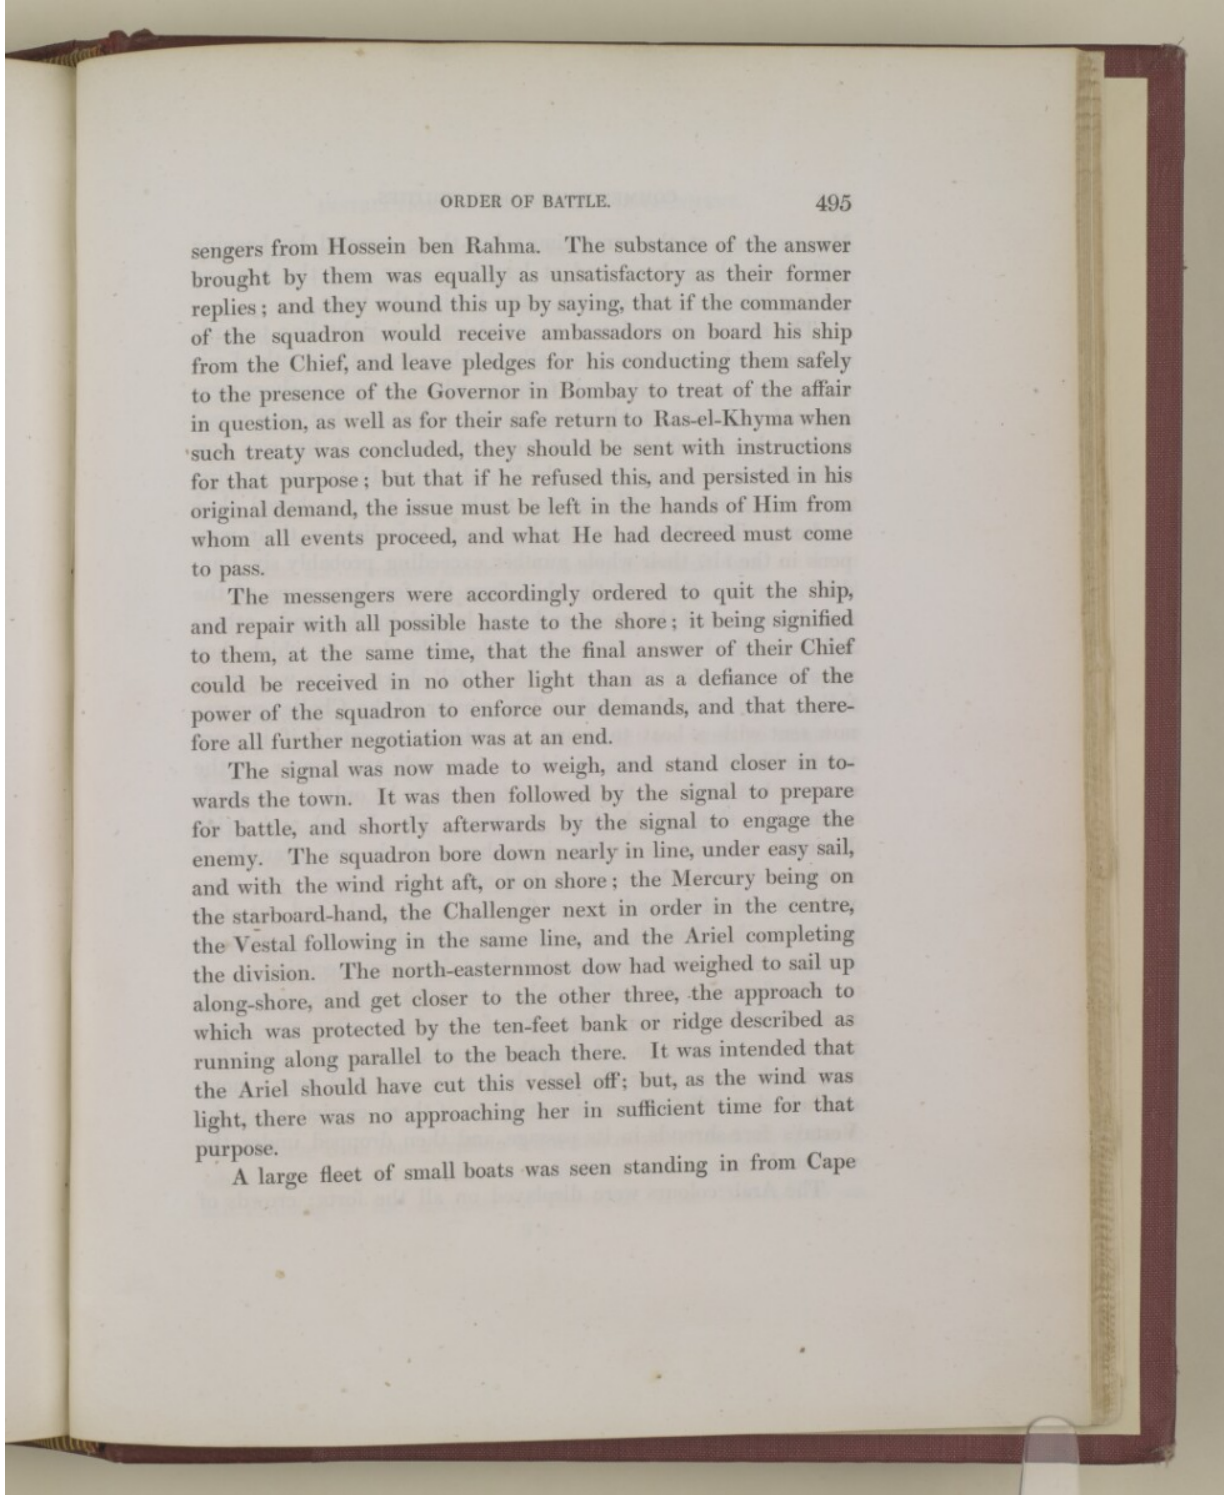 ORDER OF BATTLE. 495
sengers from Hossein ben Rahma. The substance of the answer
brought by them was equally as unsatisfactory as their former
replies; and they wound this up by saying, that if the commander
of the squadron would receive ambassadors on board his ship
from the Chief, and leave pledges for his conducting them safely
to the presence of the Governor in Bombay to treat of the affair
in question, as well as for their safe return to Ras-el-Khyma when
such treaty was concluded, they should be sent with instructions
for that purpose; but that if he refused this, and persisted in his
original demand, the issue must be left in the hands of Him from
whom all events proceed, and what He had decreed must come
to pass.
The messengers were accordingly ordered to quit the ship,
and repair with all possible haste to the shore; it being signified
to them, at the same time, that the final answer of their Chief
could be received in no other light than as a defiance of the
power of the squadron to enforce our demands, and that there-
fore all further negotiation was at an end.
The signal was now made to weigh, and stand closer in to-
wards the town. It was then followed by the signal to prepare
for battle, and shortly afterwards by the signal to engage the
enemy. The squadron bore down nearly in line, under easy sail,
and with the wind right aft, or on shore; the Mercury being on
the starboard-hand, the Challenger next in order in the centre,
the Vestal following in the same line, and the Ariel completing
the division. The north-easternmost dow had weighed to sail up
along-shore, and get closer to the other three, the approach to
which was protected by the ten-feet bank or ridge described as
running along parallel to the beach there. It was intended that
the Ariel should have cut this vessel off; but, as the wind was
light, there was no approaching her in sufficient time for that
purpose.
A large fleet of small boats was seen standing in from Cape